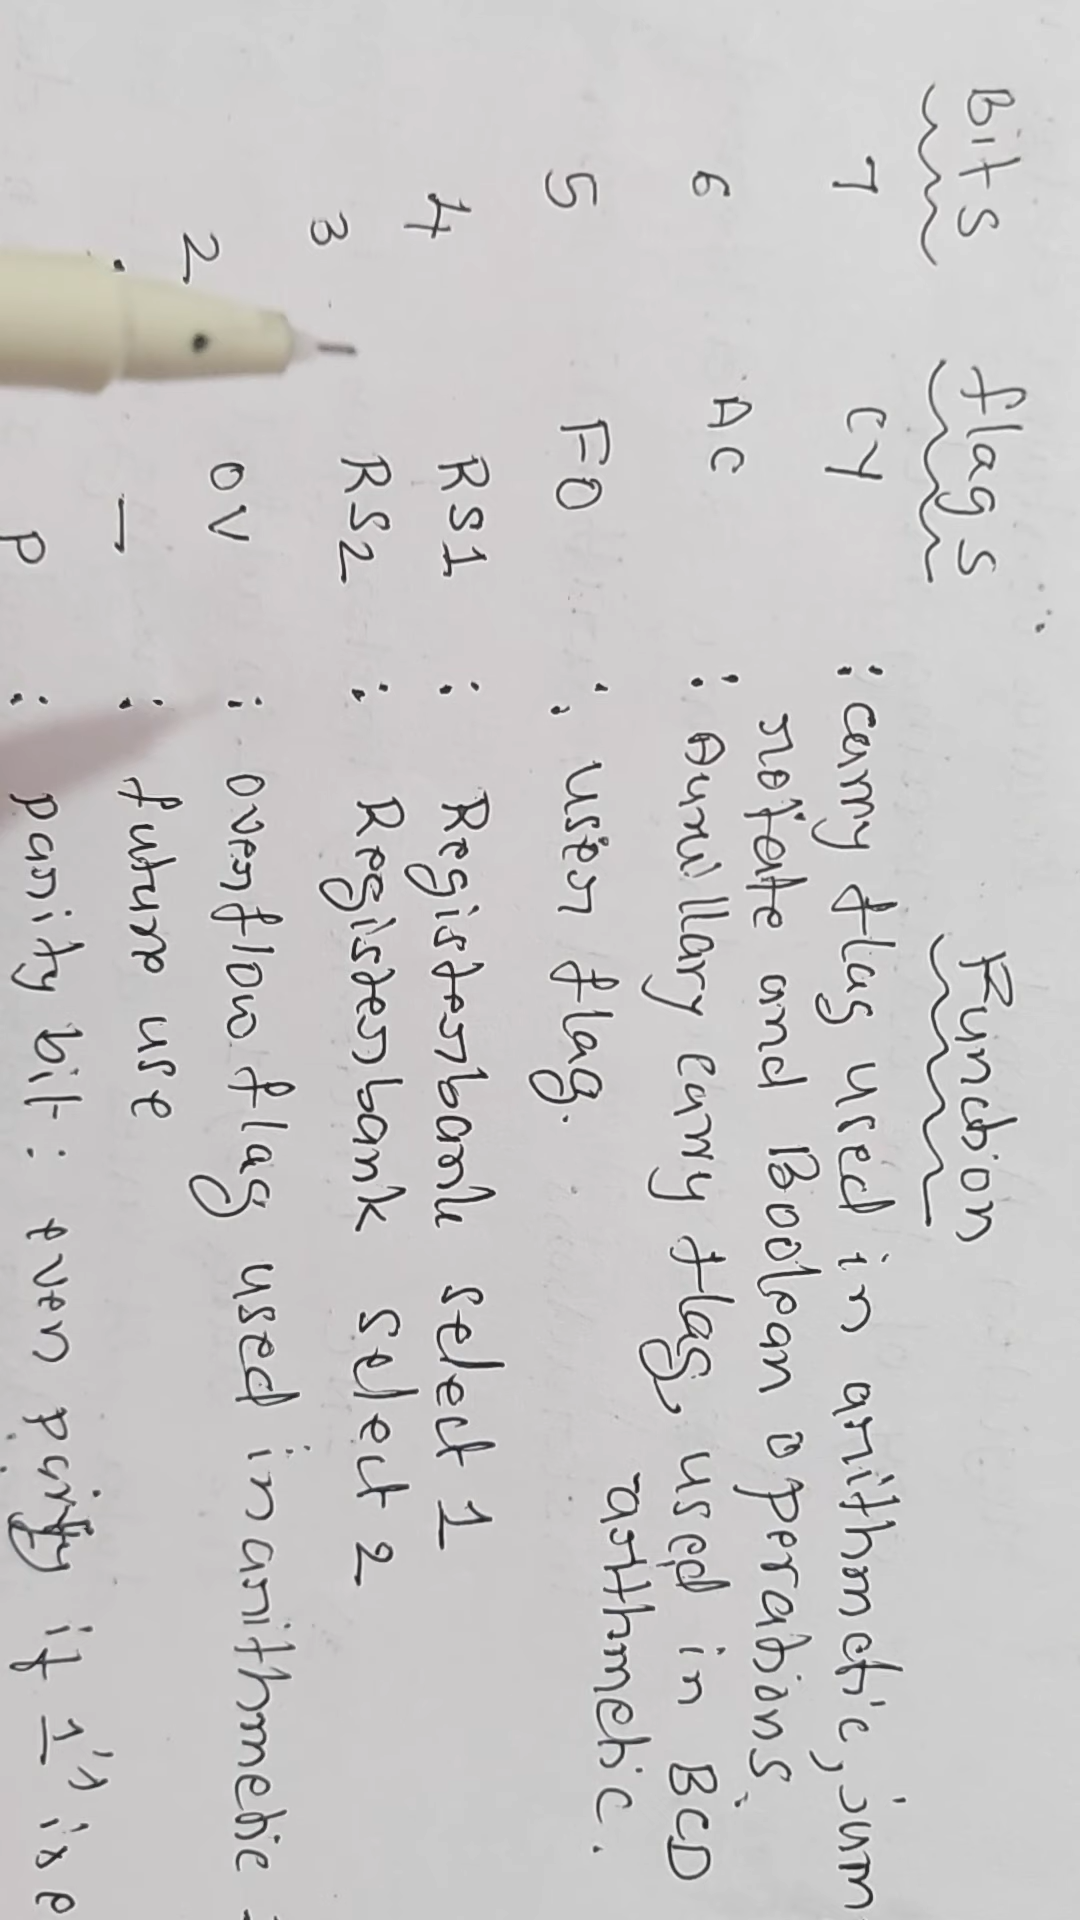 Bits flags Function
7 CY : carry flag used in arithmetic, jum
rotate and Boolean operations
6 AC : Auxillary carry flag, used in BCD
arithmetic.
5 F0 : user flag.
4 RS1 : Registerbank select 1
3 RS2 : Registerbank select 2
2 OV : overflow flag used in arithmetic
— : future use
P : parity bit : even parity if 1's